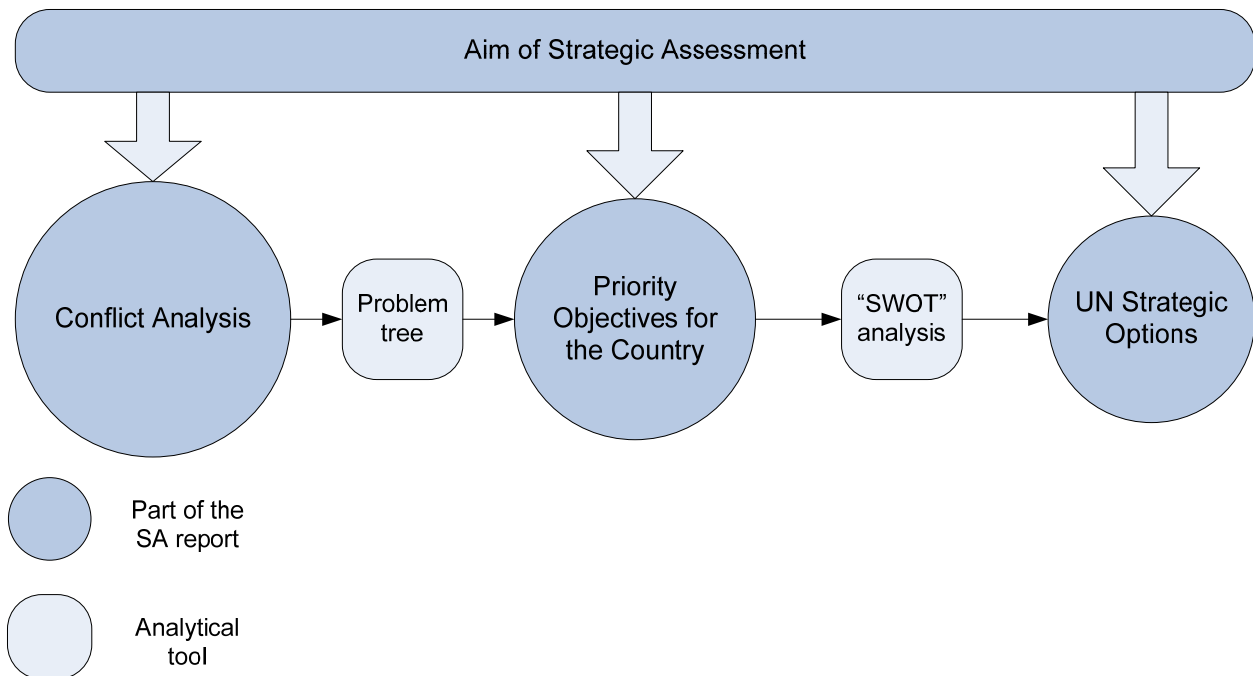 Aim of Strategic Assessment
Conflict Analysis
Problem
tree
Priority
Objectives for
the Country
“SWOT”
analysis
UN Strategic
Options
Part of the
SA report
Analytical
tool